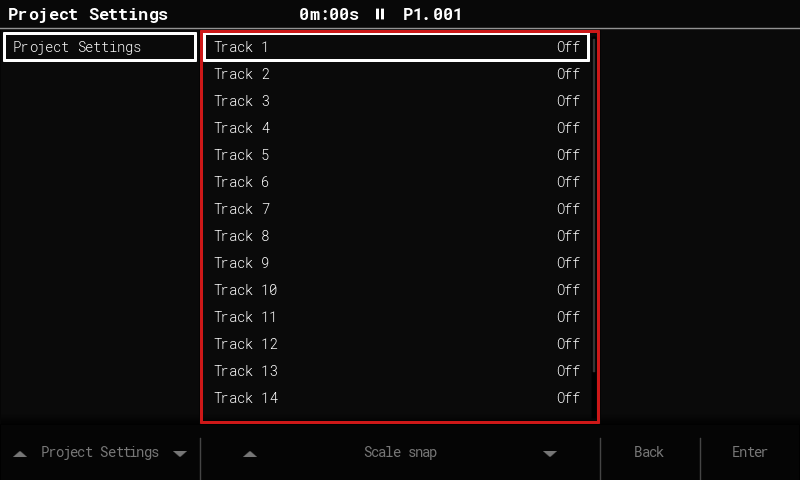 Project Settings 0m:00s P1.001
Project Settings
Track 1 Off
Track 2 Off
Track 3 Off
Track 4 Off
Track 5 Off
Track 6 Off
Track 7 Off
Track 8 Off
Track 9 Off
Track 10 Off
Track 11 Off
Track 12 Off
Track 13 Off
Track 14 Off
Project Settings Scale snap Back Enter